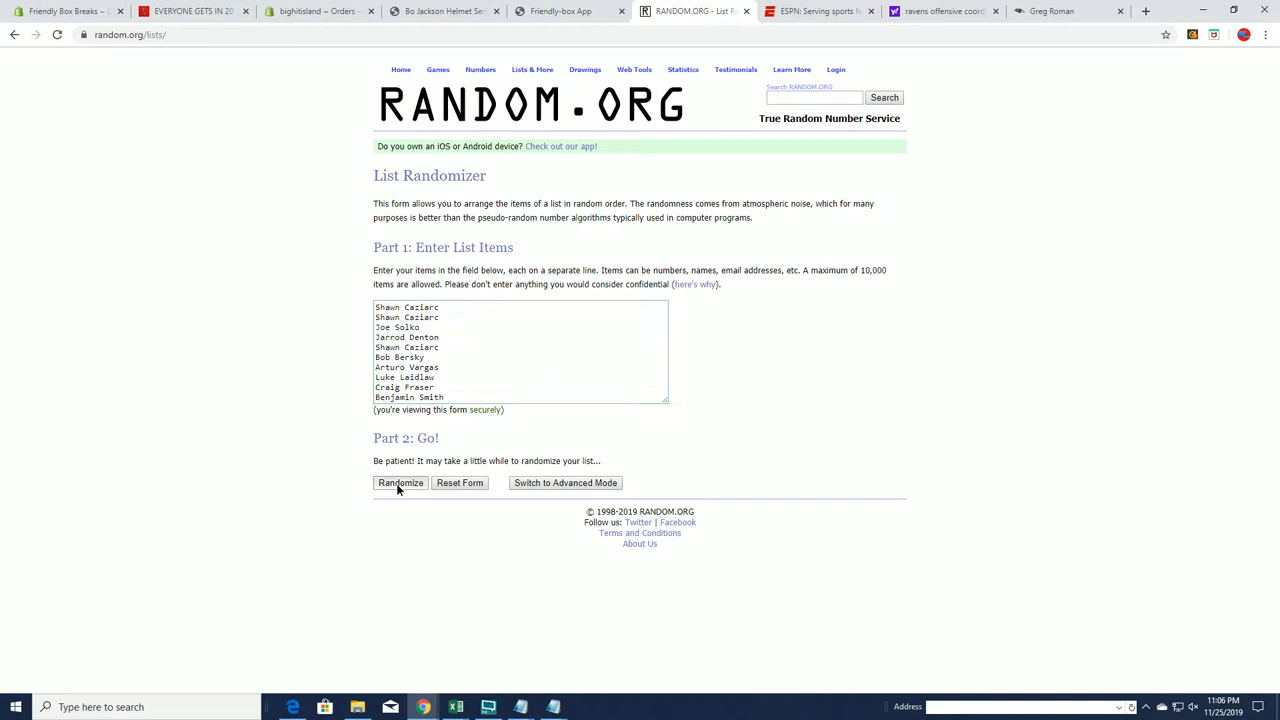 Friendly Box Breaks – C
EVERYONE GETS IN 20
bighitisland ~ Orders ~
Bo Jackson Helmet Seri
Friendly-Box App
RANDOM.ORG - List R
ESPN: Serving sports f
ravens offensive coord
Greg Roman
random.org/lists/
Home Games Numbers Lists & More Drawings Web Tools Statistics Testimonials Learn More Login
RANDOM.ORG
Search RANDOM.ORG
Search
True Random Number Service
Do you own an iOS or Android device? Check out our app!
List Randomizer
This form allows you to arrange the items of a list in random order. The randomness comes from atmospheric noise, which for many
purposes is better than the pseudo-random number algorithms typically used in computer programs.
Part 1: Enter List Items
Enter your items in the field below, each on a separate line. Items can be numbers, names, email addresses, etc. A maximum of 10,000
items are allowed. Please don't enter anything you would consider confidential (here's why).
Shawn Caziarc
Shawn Caziarc
Joe Solko
Jarrod Denton
Shawn Caziarc
Bob Bersky
Arturo Vargas
Luke Laidlaw
Craig Fraser
Benjamin Smith
(you're viewing this form securely)
Part 2: Go!
Be patient! It may take a little while to randomize your list...
Randomize Reset Form Switch to Advanced Mode
© 1998-2019 RANDOM.ORG
Follow us: Twitter | Facebook
Terms and Conditions
About Us
Type here to search
Address
11:06 PM
11/25/2019